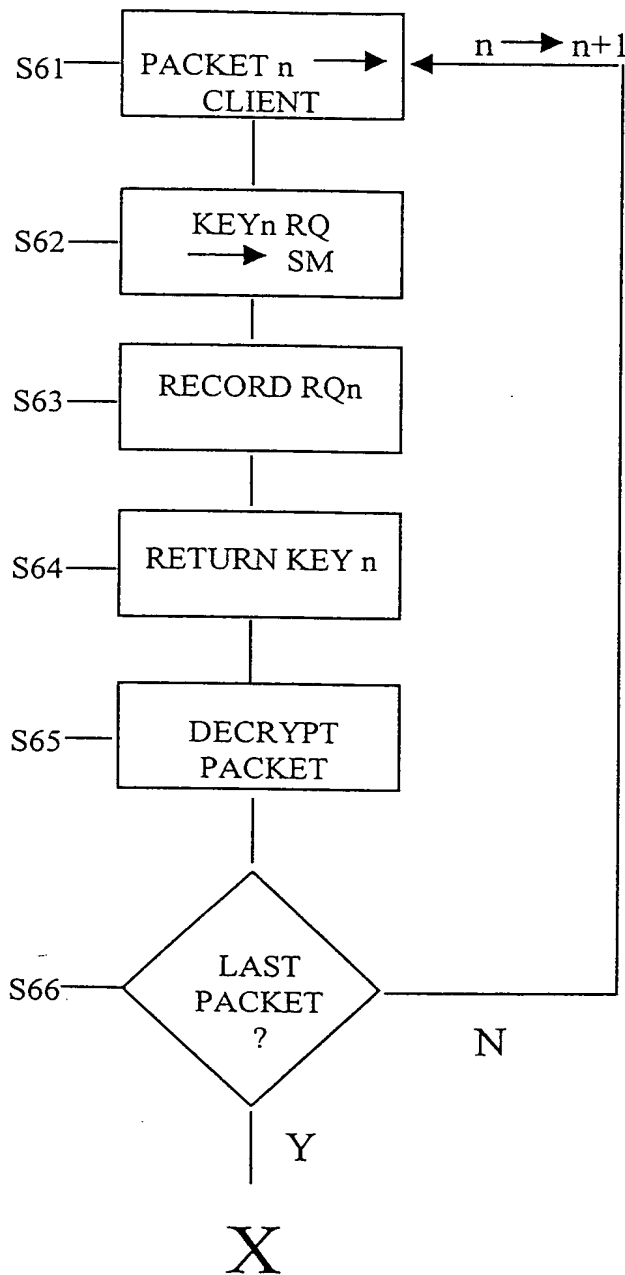 n → n+1
S61
PACKET n →
CLIENT
S62
KEYn RQ
→ SM
S63
RECORD RQn
S64
RETURN KEY n
S65
DECRYPT
PACKET
S66
LAST
PACKET
?
N
Y
X